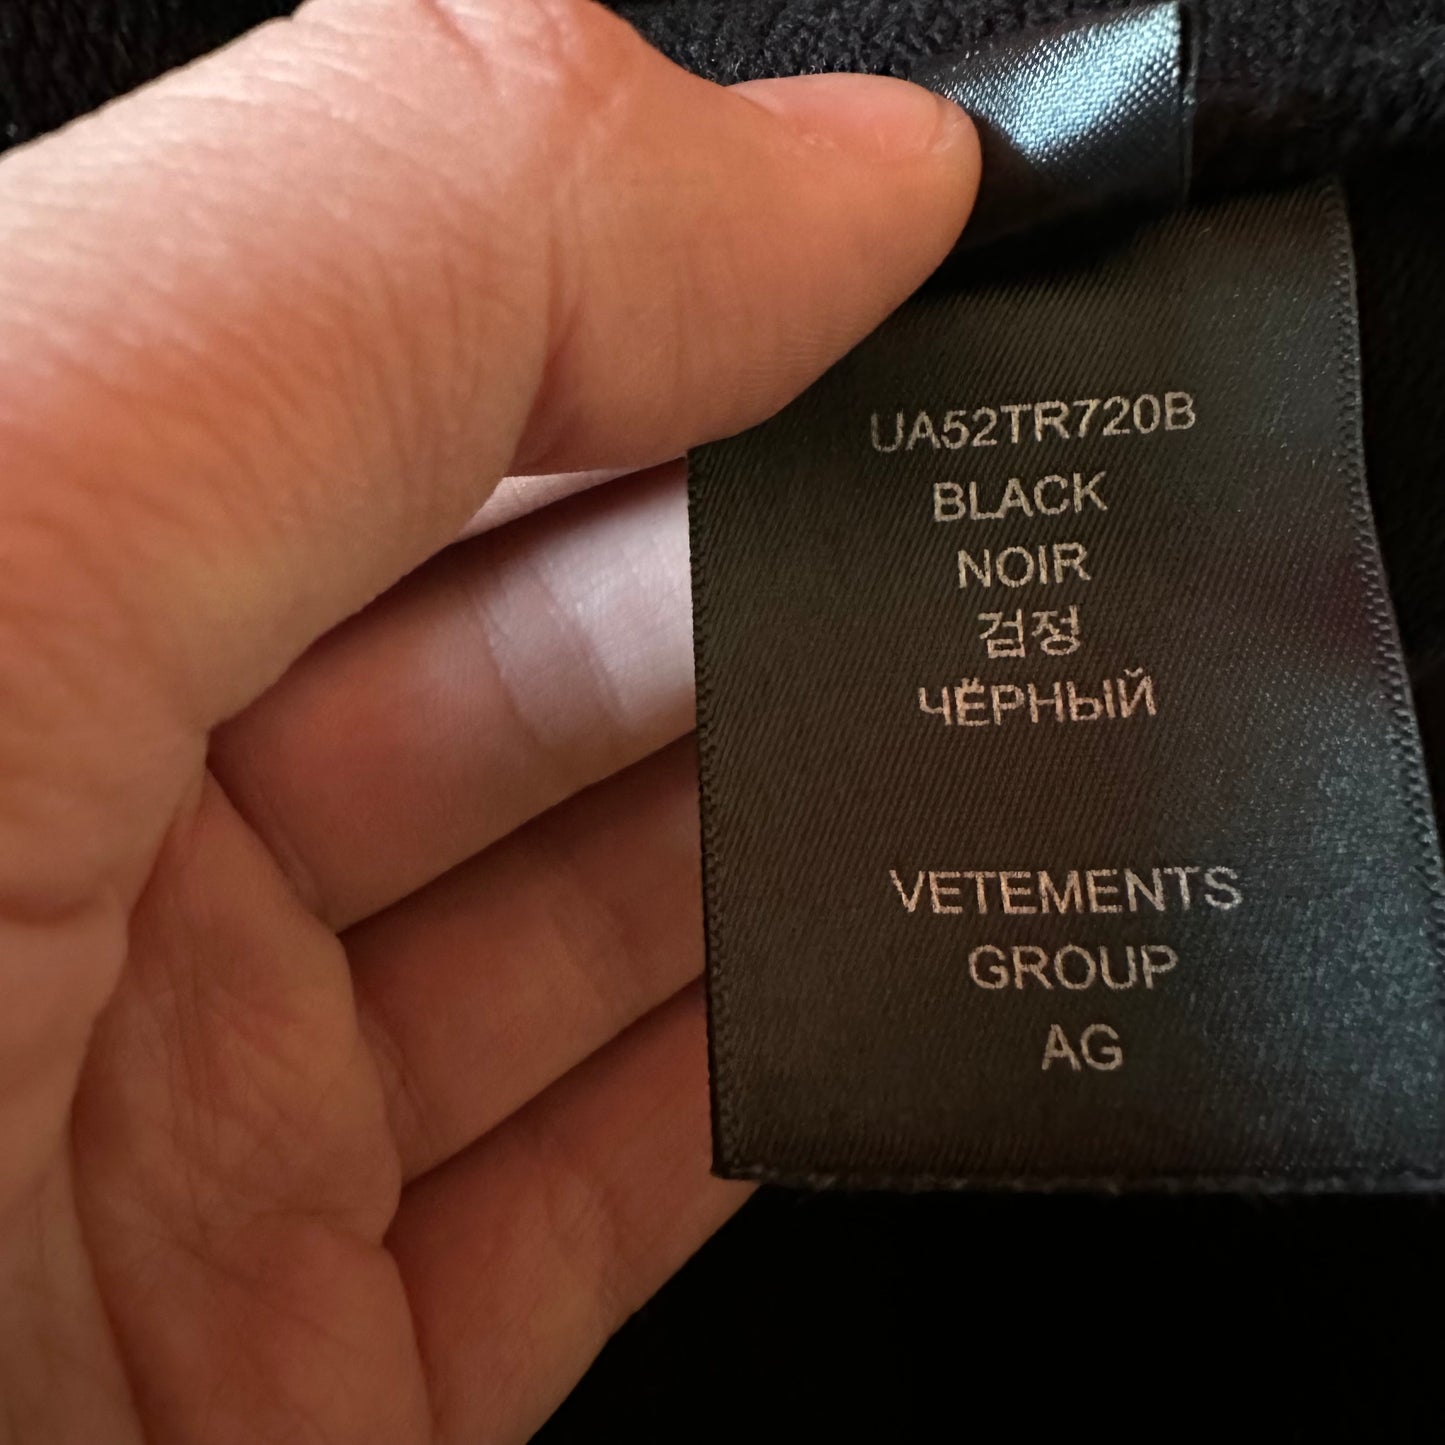 UA52TR720B
BLACK
NOIR
검정
ЧЁРНЫЙ
VETEMENTS
GROUP
AG